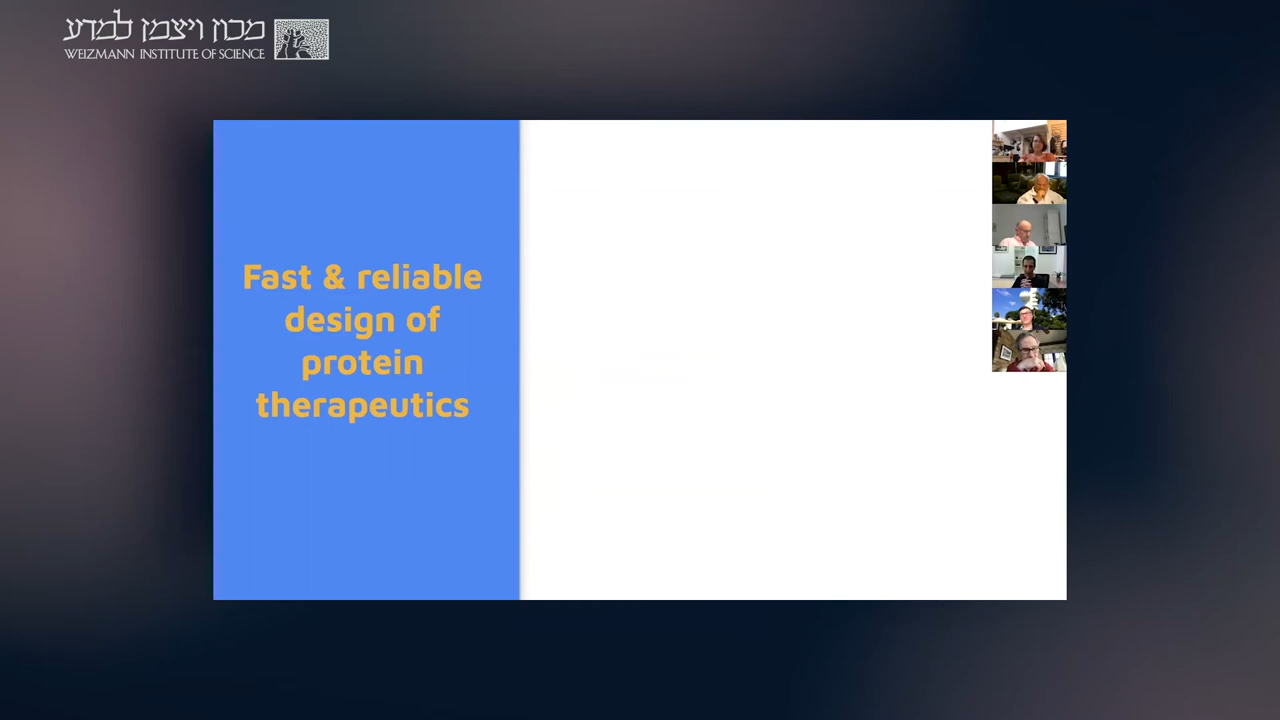 מכון ויצמן למדע
WEIZMANN INSTITUTE OF SCIENCE
Fast & reliable
design of
protein
therapeutics